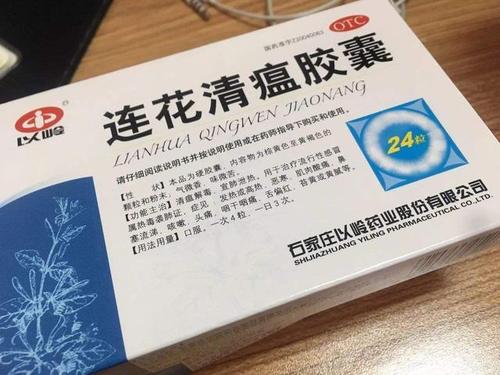 国药准字Z20040063
OTC
以岭
连花清瘟胶囊
LIANHUA QINGWEN JIAONANG
请仔细阅读说明书并按说明书使用或在药师指导下购买和使用。
【性　　状】本品为硬胶囊，内容物为棕黄色至黄褐色的
颗粒和粉末；气微香，味微苦。
【功能主治】清瘟解毒，宣肺泄热。用于治疗流行性感冒
属热毒袭肺证，症见：发热或高热，恶寒，肌肉酸痛，鼻
塞流涕，咳嗽，头痛，咽干咽痛，舌偏红，苔黄或黄腻等。
【用法用量】口服。一次4粒，一日3次。
24粒
石家庄以岭药业股份有限公司
SHIJIAZHUANG YILING PHARMACEUTICAL CO.,LTD.